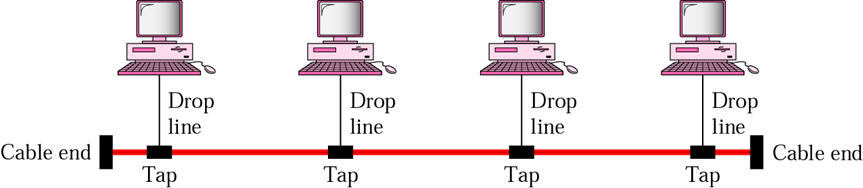 Drop
line
Drop
line
Drop
line
Drop
line
Cable end
Cable end
Tap
Tap
Tap
Tap